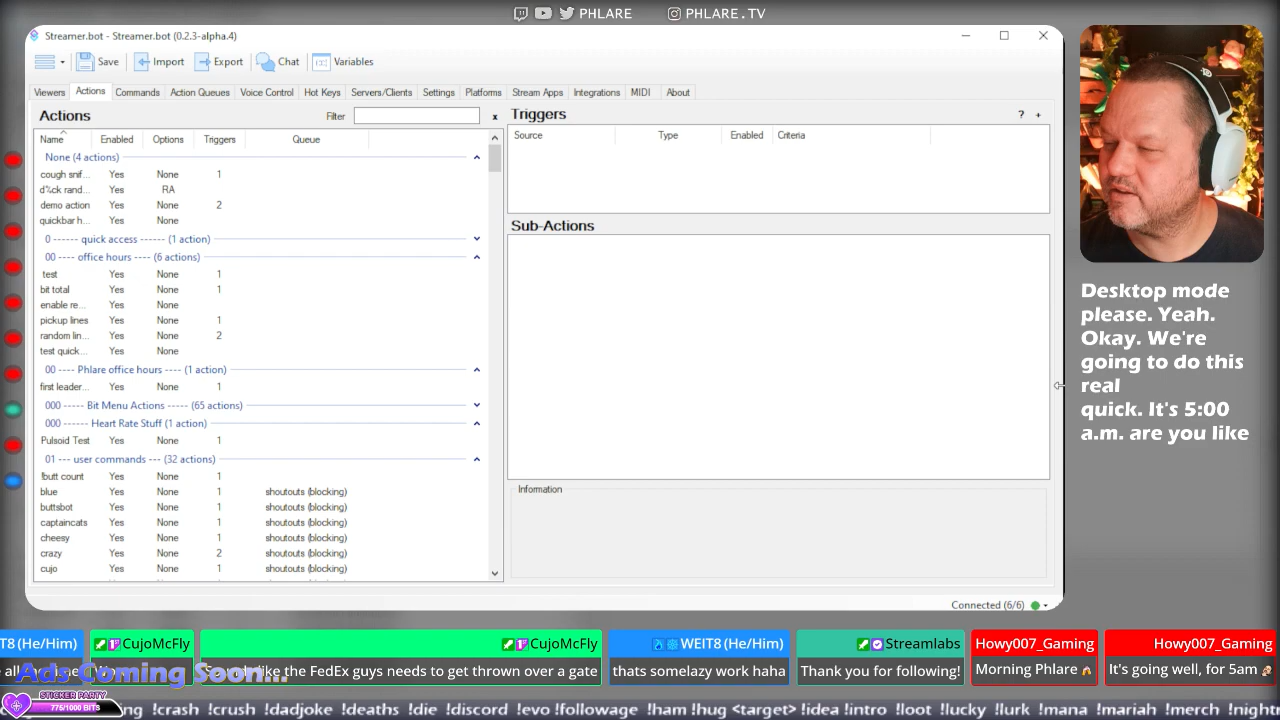 PHLARE
PHLARE.TV
Streamer.bot - Streamer.bot (0.2.3-alpha.4)
Save
Import
Export
Chat
Variables
Viewers
Actions
Commands
Action Queues
Voice Control
Hot Keys
Servers/Clients
Settings
Platforms
Stream Apps
Integrations
MIDI
About
Actions
Filter
x
Name Enabled Options Triggers Queue
None (4 actions)
cough snif... Yes None 1
d%ck rand... Yes RA
demo action Yes None 2
quickbar h... Yes None
0 ------ quick access ------ (1 action)
00 ---- office hours ---- (6 actions)
test Yes None 1
bit total Yes None 1
enable re... Yes None
pickup lines Yes None 1
random lin... Yes None 2
test quick... Yes None
00 ---- Phlare office hours ---- (1 action)
first leader... Yes None 1
000 ----- Bit Menu Actions ----- (65 actions)
000 ------ Heart Rate Stuff (1 action)
Pulsoid Test Yes None 1
01 --- user commands --- (32 actions)
!butt count Yes None 1
blue Yes None 1 shoutouts (blocking)
buttsbot Yes None 1 shoutouts (blocking)
captaincats Yes None 1 shoutouts (blocking)
cheesy Yes None 1 shoutouts (blocking)
crazy Yes None 2 shoutouts (blocking)
cujo Yes None 1 shoutouts (blocking)
Triggers
? +
Source Type Enabled Criteria
Sub-Actions
Information
Connected (6/6)
Desktop mode
please. Yeah.
Okay. We're
going to do this
real
quick. It's 5:00
a.m. are you like
T8 (He/Him)
CujoMcFly
CujoMcFly
WEIT8 (He/Him)
Streamlabs
Howy007_Gaming
Howy007_Gaming
like the FedEx guys needs to get thrown over a gate
thats somelazy work haha
Thank you for following!
Morning Phlare
It's going well, for 5am
Ads Coming Soon...
STICKER PARTY
775/1000 BITS
!crash !crush !dadjoke !deaths !die !discord !evo !followage !ham !hug <target> !idea !intro !loot !lucky !lurk !mana !mariah !merch !night